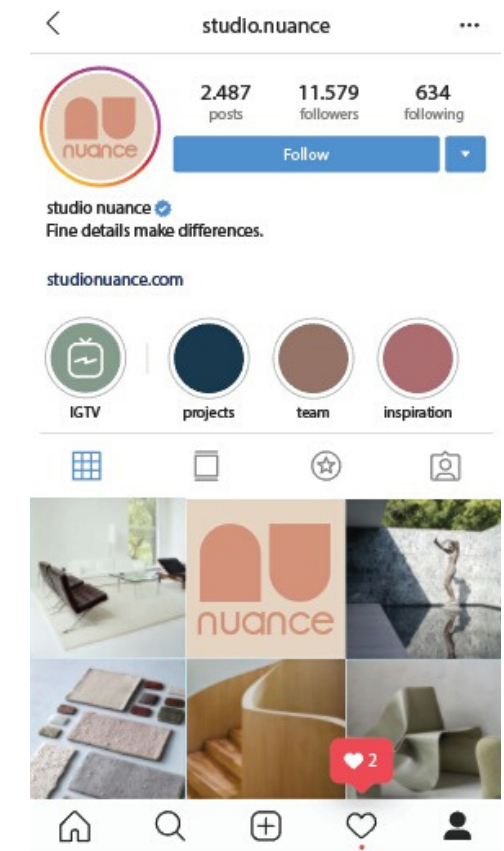 studio.nuance
2.487 11.579 634
posts followers following
nuance
Follow
studio nuance
Fine details make differences.
studionuance.com
IGTV projects team inspiration
nuance
2